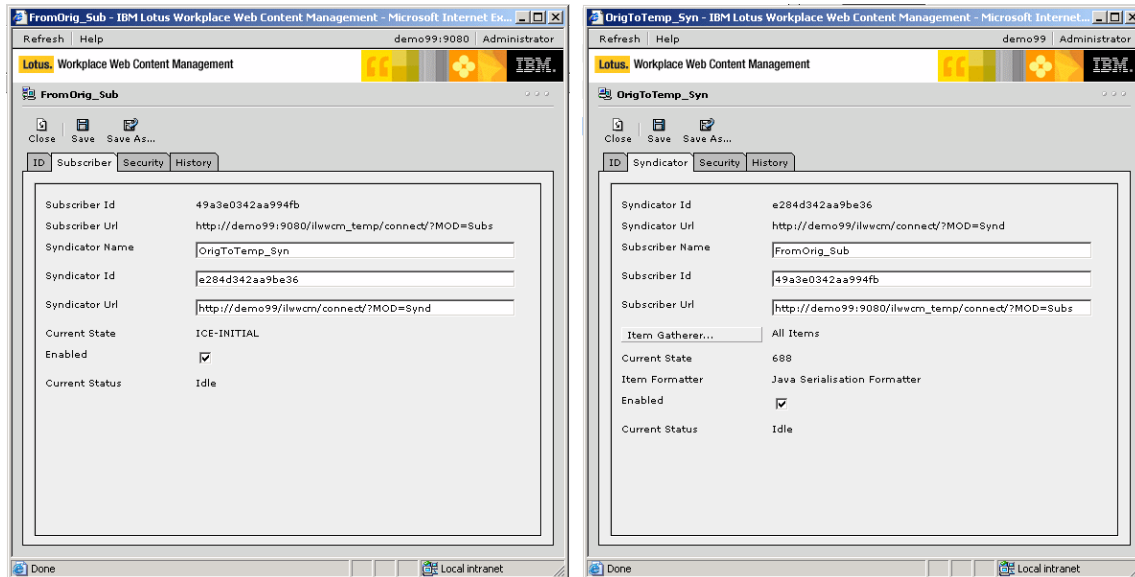 FromOrig_Sub - IBM Lotus Workplace Web Content Management - Microsoft Internet Ex...
Refresh Help demo99:9080 Administrator
Lotus. Workplace Web Content Management IBM.
FromOrig_Sub
Close Save Save As...
ID Subscriber Security History
Subscriber Id 49a3e0342aa994fb
Subscriber Url http://demo99:9080/ilwwcm_temp/connect/?MOD=Subs
Syndicator Name OrigToTemp_Syn
Syndicator Id e284d342aa9be36
Syndicator Url http://demo99/ilwwcm/connect/?MOD=Synd
Current State ICE-INITIAL
Enabled
Current Status Idle
Done Local intranet
OrigToTemp_Syn - IBM Lotus Workplace Web Content Management - Microsoft Internet...
Refresh Help demo99 Administrator
Lotus. Workplace Web Content Management IBM.
OrigToTemp_Syn
Close Save Save As...
ID Syndicator Security History
Syndicator Id e284d342aa9be36
Syndicator Url http://demo99/ilwwcm/connect/?MOD=Synd
Subscriber Name FromOrig_Sub
Subscriber Id 49a3e0342aa994fb
Subscriber Url http://demo99:9080/ilwwcm_temp/connect/?MOD=Subs
Item Gatherer... All Items
Current State 688
Item Formatter Java Serialisation Formatter
Enabled
Current Status Idle
Done Local intranet